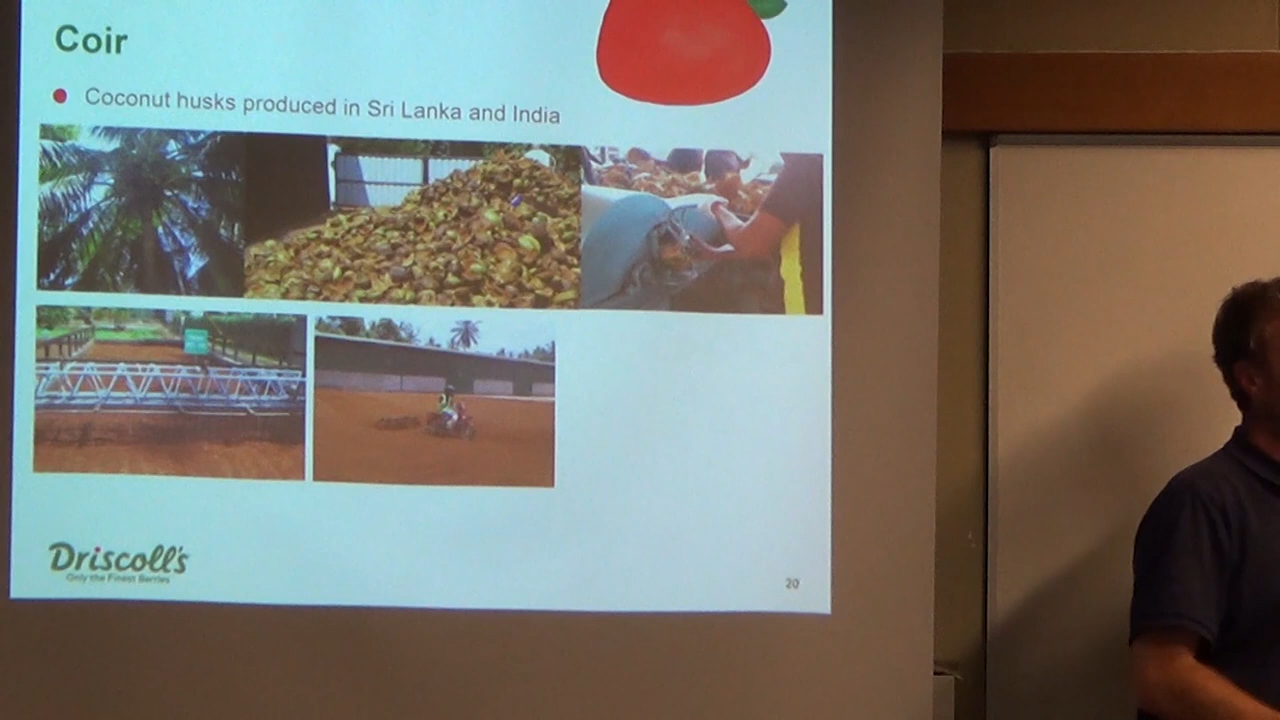 Coir
Coconut husks produced in Sri Lanka and India
Driscoll's
Only the Finest Berries
20